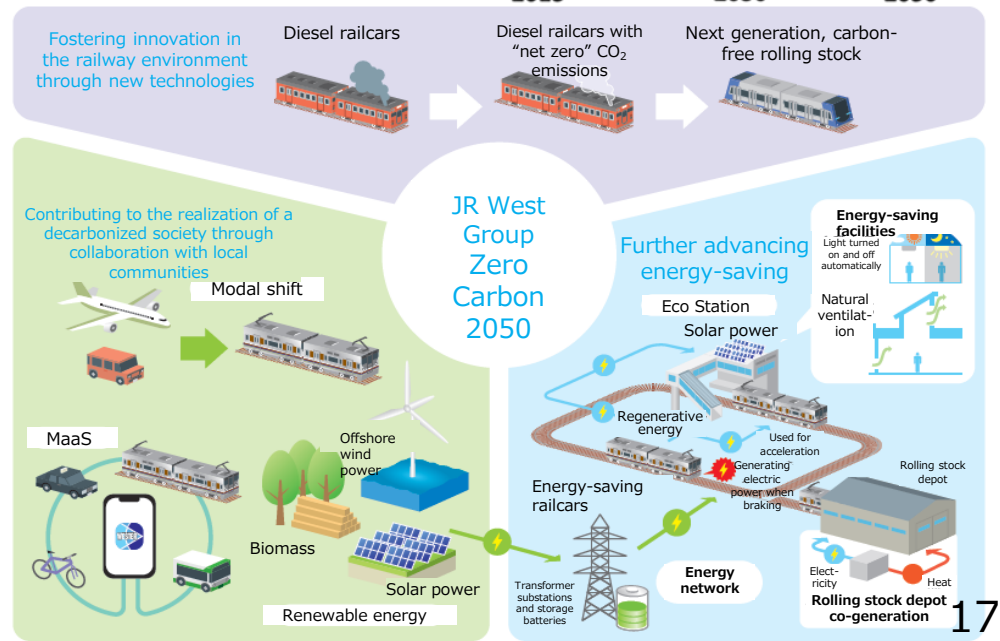 Fostering innovation in
the railway environment
through new technologies
Diesel railcars
Diesel railcars with
“net zero” CO₂
emissions
Next generation, carbon-
free rolling stock
JR West
Group
Zero
Carbon
2050
Contributing to the realization of a
decarbonized society through
collaboration with local
communities
Modal shift
MaaS
WESTER
Offshore
wind
power
Biomass
Solar power
Renewable energy
Further advancing
energy-saving
Energy-saving
facilities
Light turned
on and off
automatically
Natural
ventilat-
ion
Eco Station
Solar power
Regenerative
energy
Used for
acceleration
Generating
electric
power when
braking
Energy-saving
railcars
Rolling stock
depot
Transformer
substations
and storage
batteries
Energy
network
Elect-
ricity
Heat
Rolling stock depot
co-generation
17